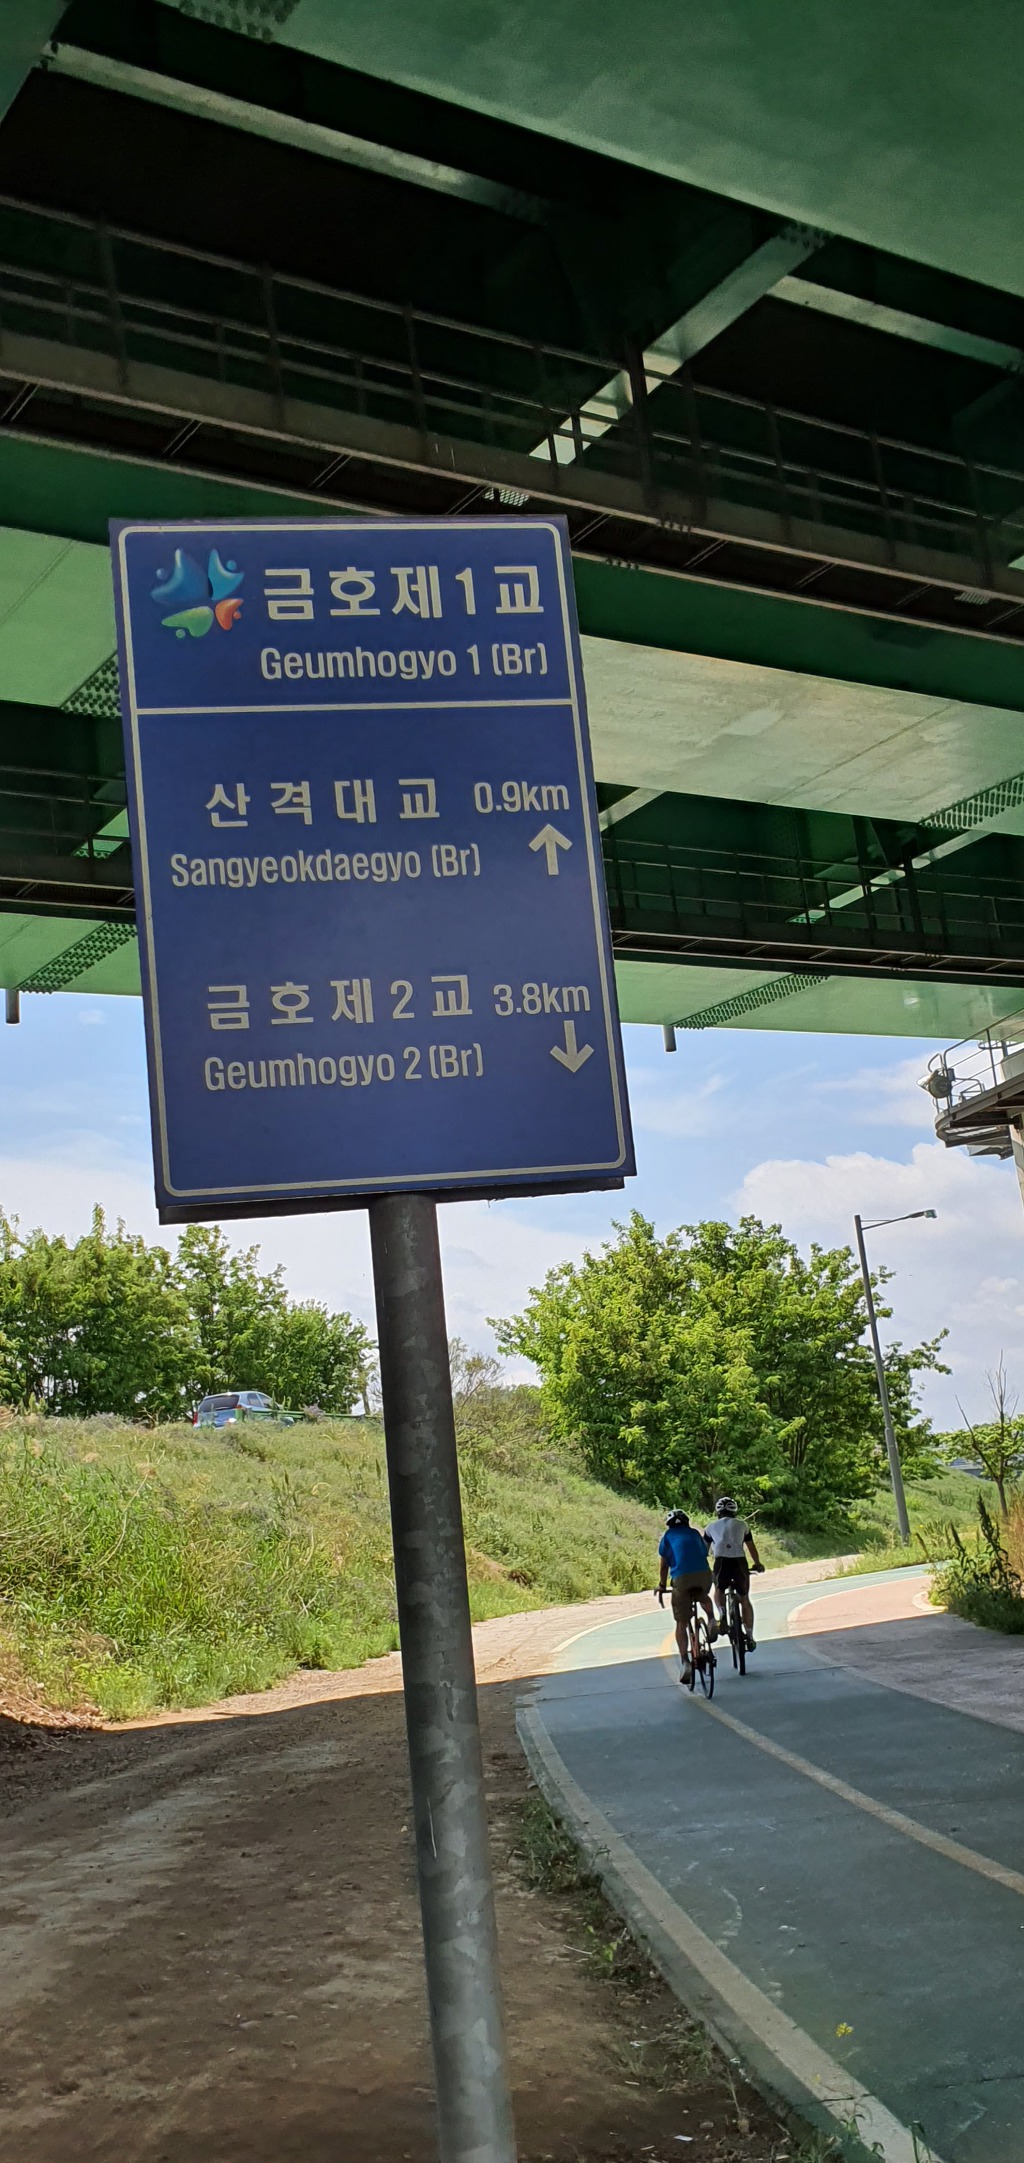 금호제1교
Geumhogyo 1 (Br)
산격대교 0.9km
Sangyeokdaegyo (Br) ↑
금호제2교 3.8km
Geumhogyo 2 (Br) ↓